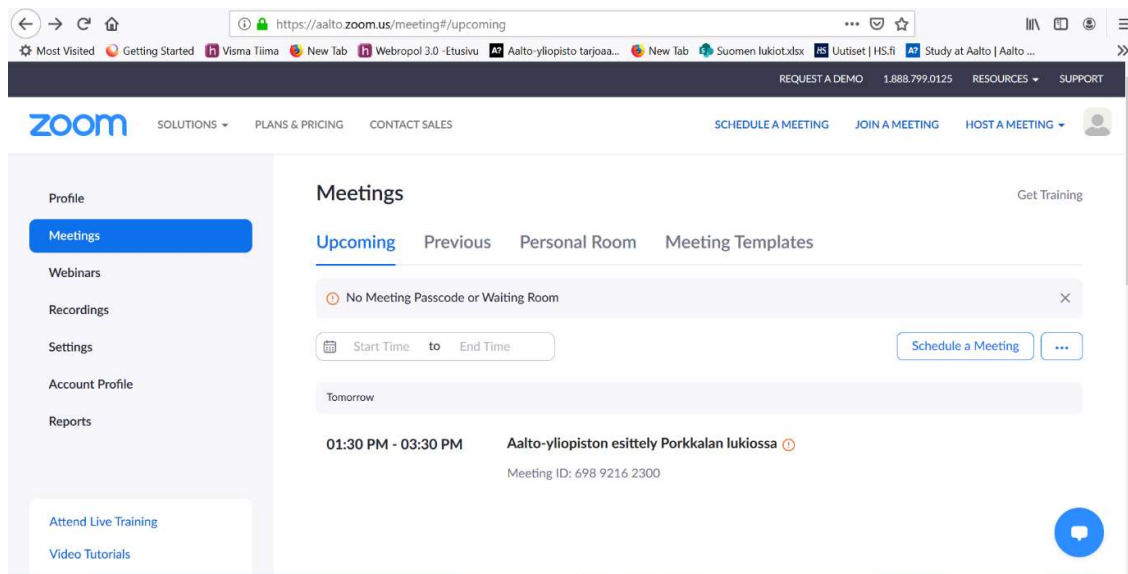 https://aalto.zoom.us/meeting#/upcoming
Most Visited Getting Started Visma Tiima New Tab Webropol 3.0 -Etusivu Aalto-yliopisto tarjoaa... New Tab Suomen lukiot.xlsx HS Uutiset | HS.fi A? Study at Aalto | Aalto ...
REQUEST A DEMO 1.888.799.0125 RESOURCES SUPPORT
zoom SOLUTIONS PLANS & PRICING CONTACT SALES SCHEDULE A MEETING JOIN A MEETING HOST A MEETING
Profile
Meetings
Webinars
Recordings
Settings
Account Profile
Reports
Attend Live Training
Video Tutorials
Meetings Get Training
Upcoming Previous Personal Room Meeting Templates
No Meeting Passcode or Waiting Room
Start Time to End Time Schedule a Meeting ...
Tomorrow
01:30 PM - 03:30 PM Aalto-yliopiston esittely Porkkalan lukiossa
Meeting ID: 698 9216 2300